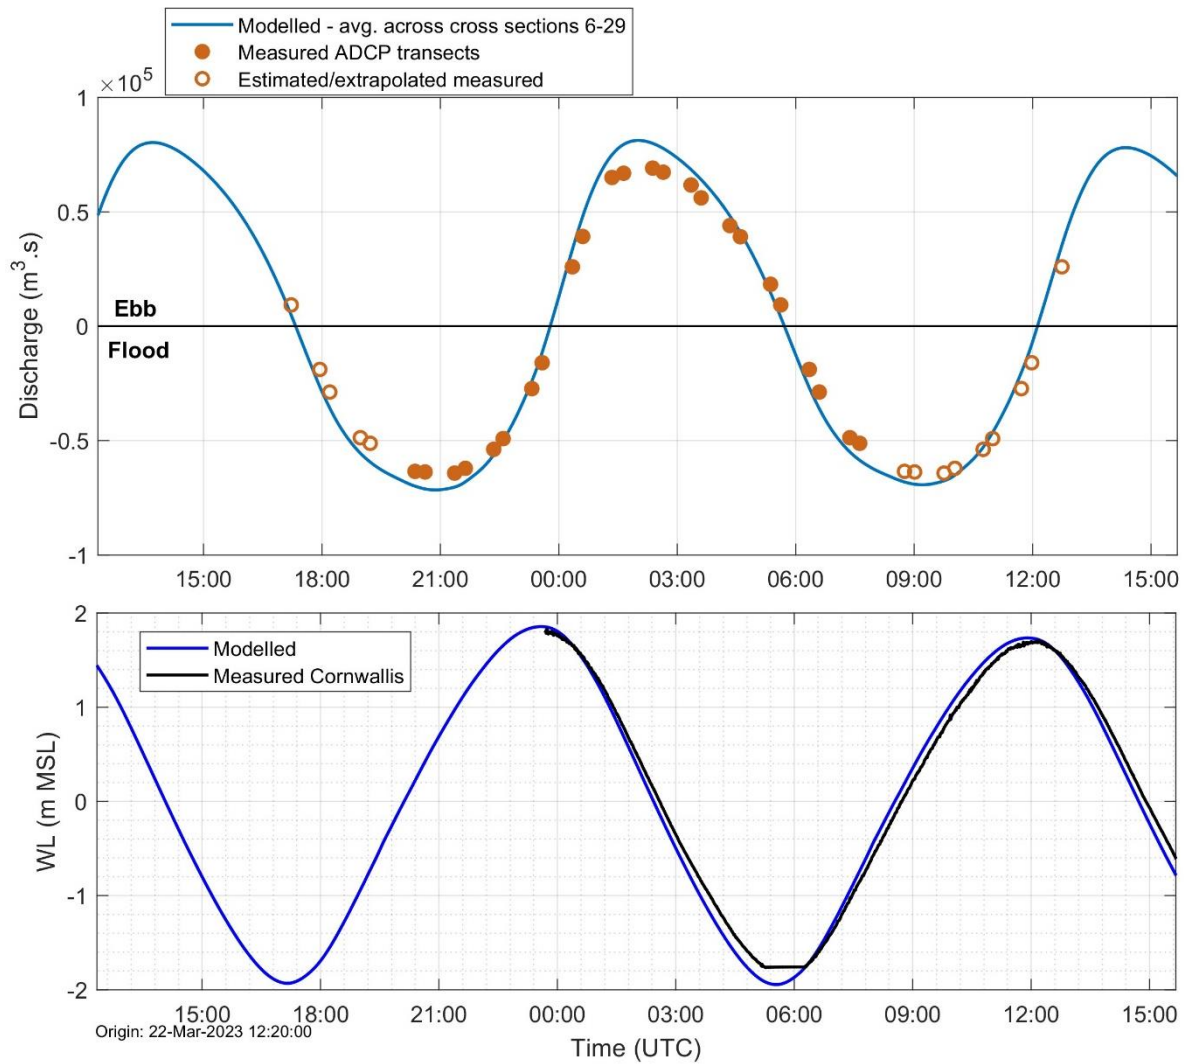 Modelled - avg. across cross sections 6-29
Measured ADCP transects
Estimated/extrapolated measured
×10⁵
1
0.5
0
-0.5
-1
Discharge (m³.s)
Ebb
Flood
15:00 18:00 21:00 00:00 03:00 06:00 09:00 12:00 15:00
2
1
0
-1
-2
WL (m MSL)
Modelled
Measured Cornwallis
15:00 18:00 21:00 00:00 03:00 06:00 09:00 12:00 15:00
Origin: 22-Mar-2023 12:20:00
Time (UTC)